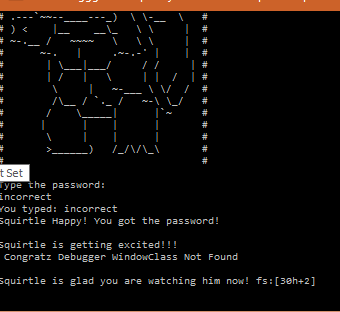 t Set
Type the password:
incorrect
You typed: incorrect
Squirtle Happy! You got the password!
Squirtle is getting excited!!!
Congratz Debugger WindowClass Not Found
Squirtle is glad you are watching him now! fs:[30h+2]